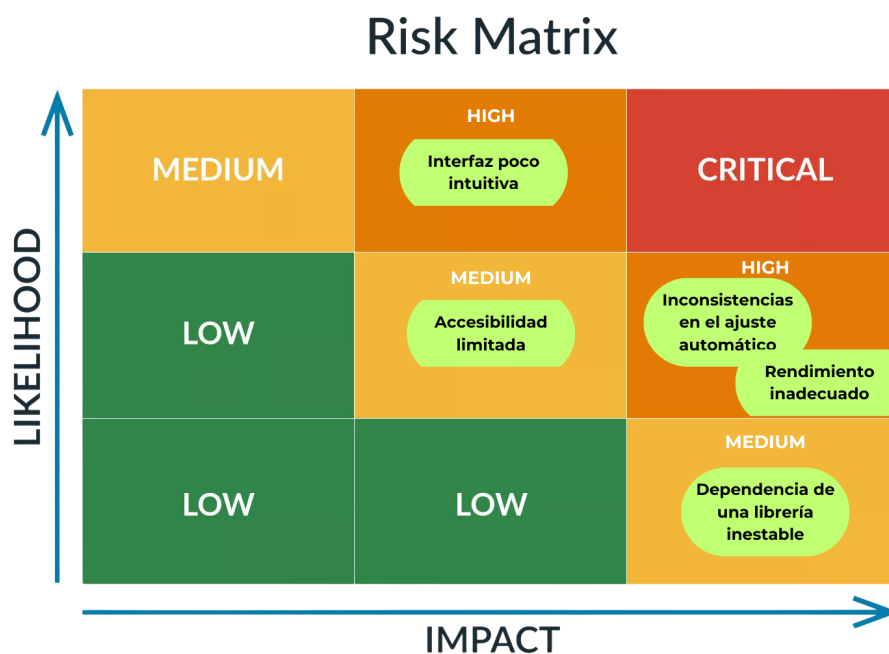 Risk Matrix
LIKELIHOOD
MEDIUM
HIGH
Interfaz poco
intuitiva
CRITICAL
LOW
MEDIUM
Accesibilidad
limitada
HIGH
Inconsistencias
en el ajuste
automático
Rendimiento
inadecuado
LOW
LOW
MEDIUM
Dependencia de
una librería
inestable
IMPACT